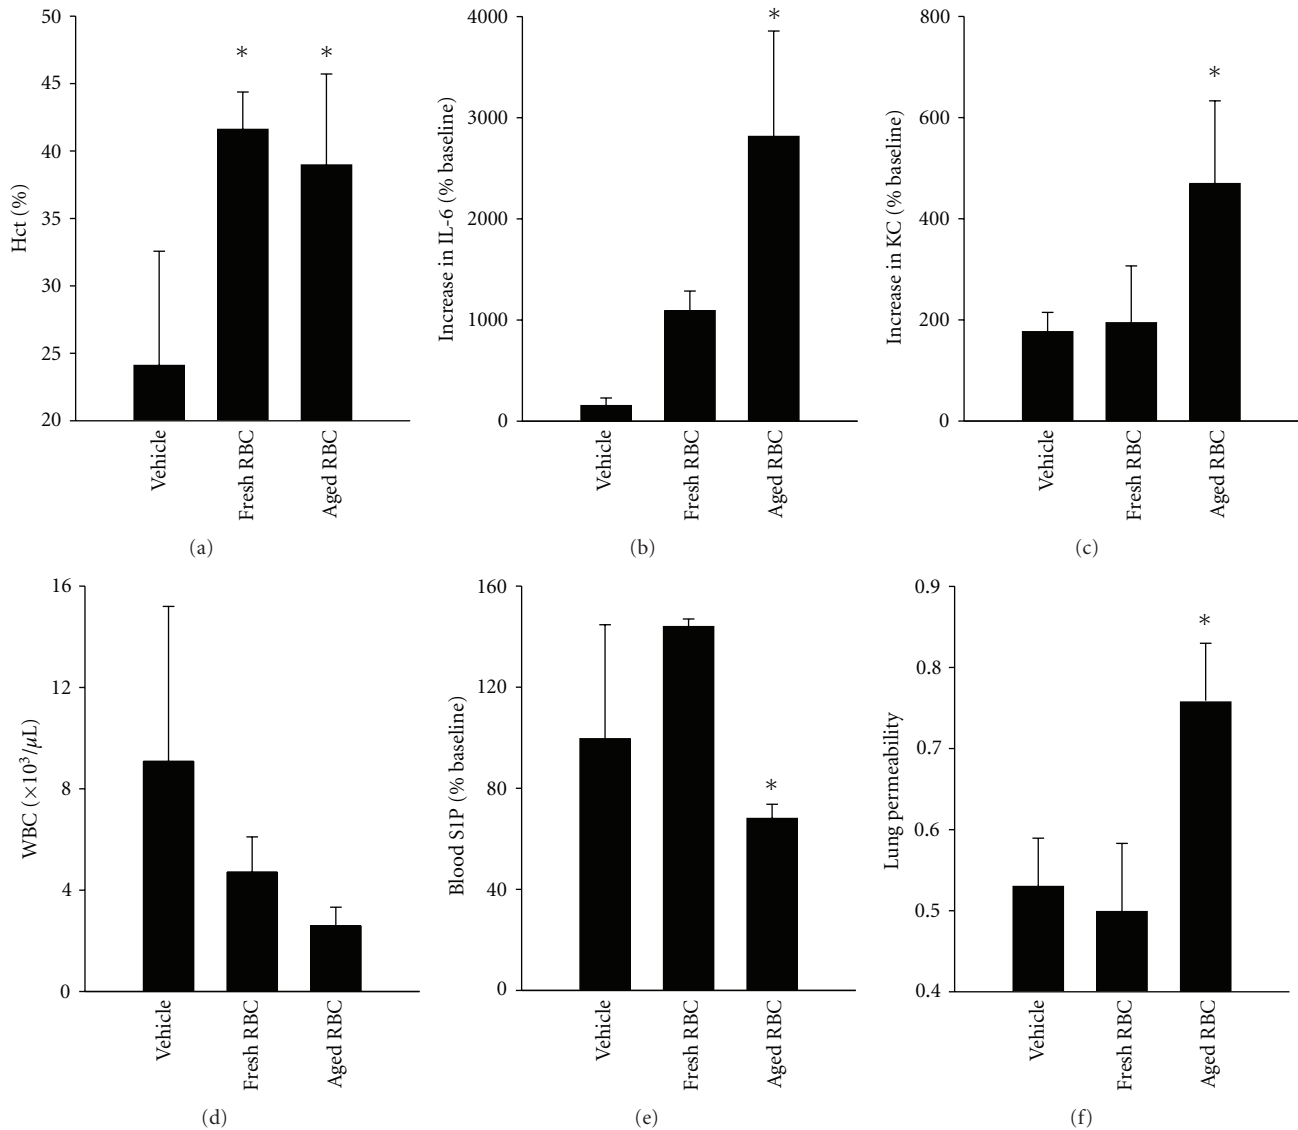 50
45
40
35
30
25
20
Hct (%)
*
*
Vehicle
Fresh RBC
Aged RBC
(a)
4000
3000
2000
1000
0
Increase in IL-6 (% baseline)
*
Vehicle
Fresh RBC
Aged RBC
(b)
800
600
400
200
0
Increase in KC (% baseline)
*
Vehicle
Fresh RBC
Aged RBC
(c)
16
12
8
4
0
WBC (×10³/μL)
Vehicle
Fresh RBC
Aged RBC
(d)
160
120
80
40
0
Blood S1P (% baseline)
*
Vehicle
Fresh RBC
Aged RBC
(e)
0.9
0.8
0.7
0.6
0.5
0.4
Lung permeability
*
Vehicle
Fresh RBC
Aged RBC
(f)